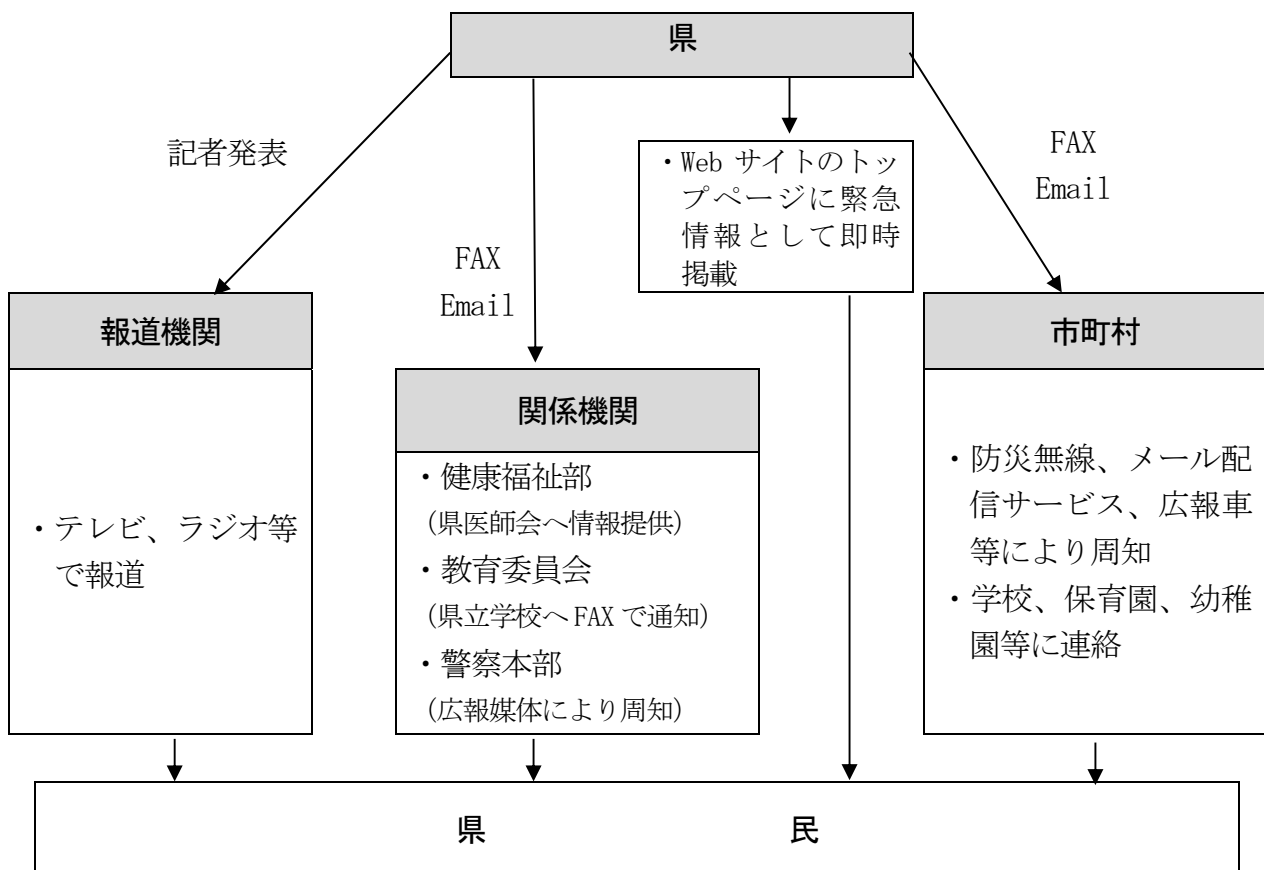 県
記者発表
FAX
Email
・Web サイトのトッ
プページに緊急
情報として即時
掲載
FAX
Email
報道機関
・テレビ、ラジオ等
で報道
関係機関
・健康福祉部
(県医師会へ情報提供)
・教育委員会
(県立学校へ FAX で通知)
・警察本部
(広報媒体により周知)
市町村
・防災無線、メール配
信サービス、広報車
等により周知
・学校、保育園、幼稚
園等に連絡
県 民